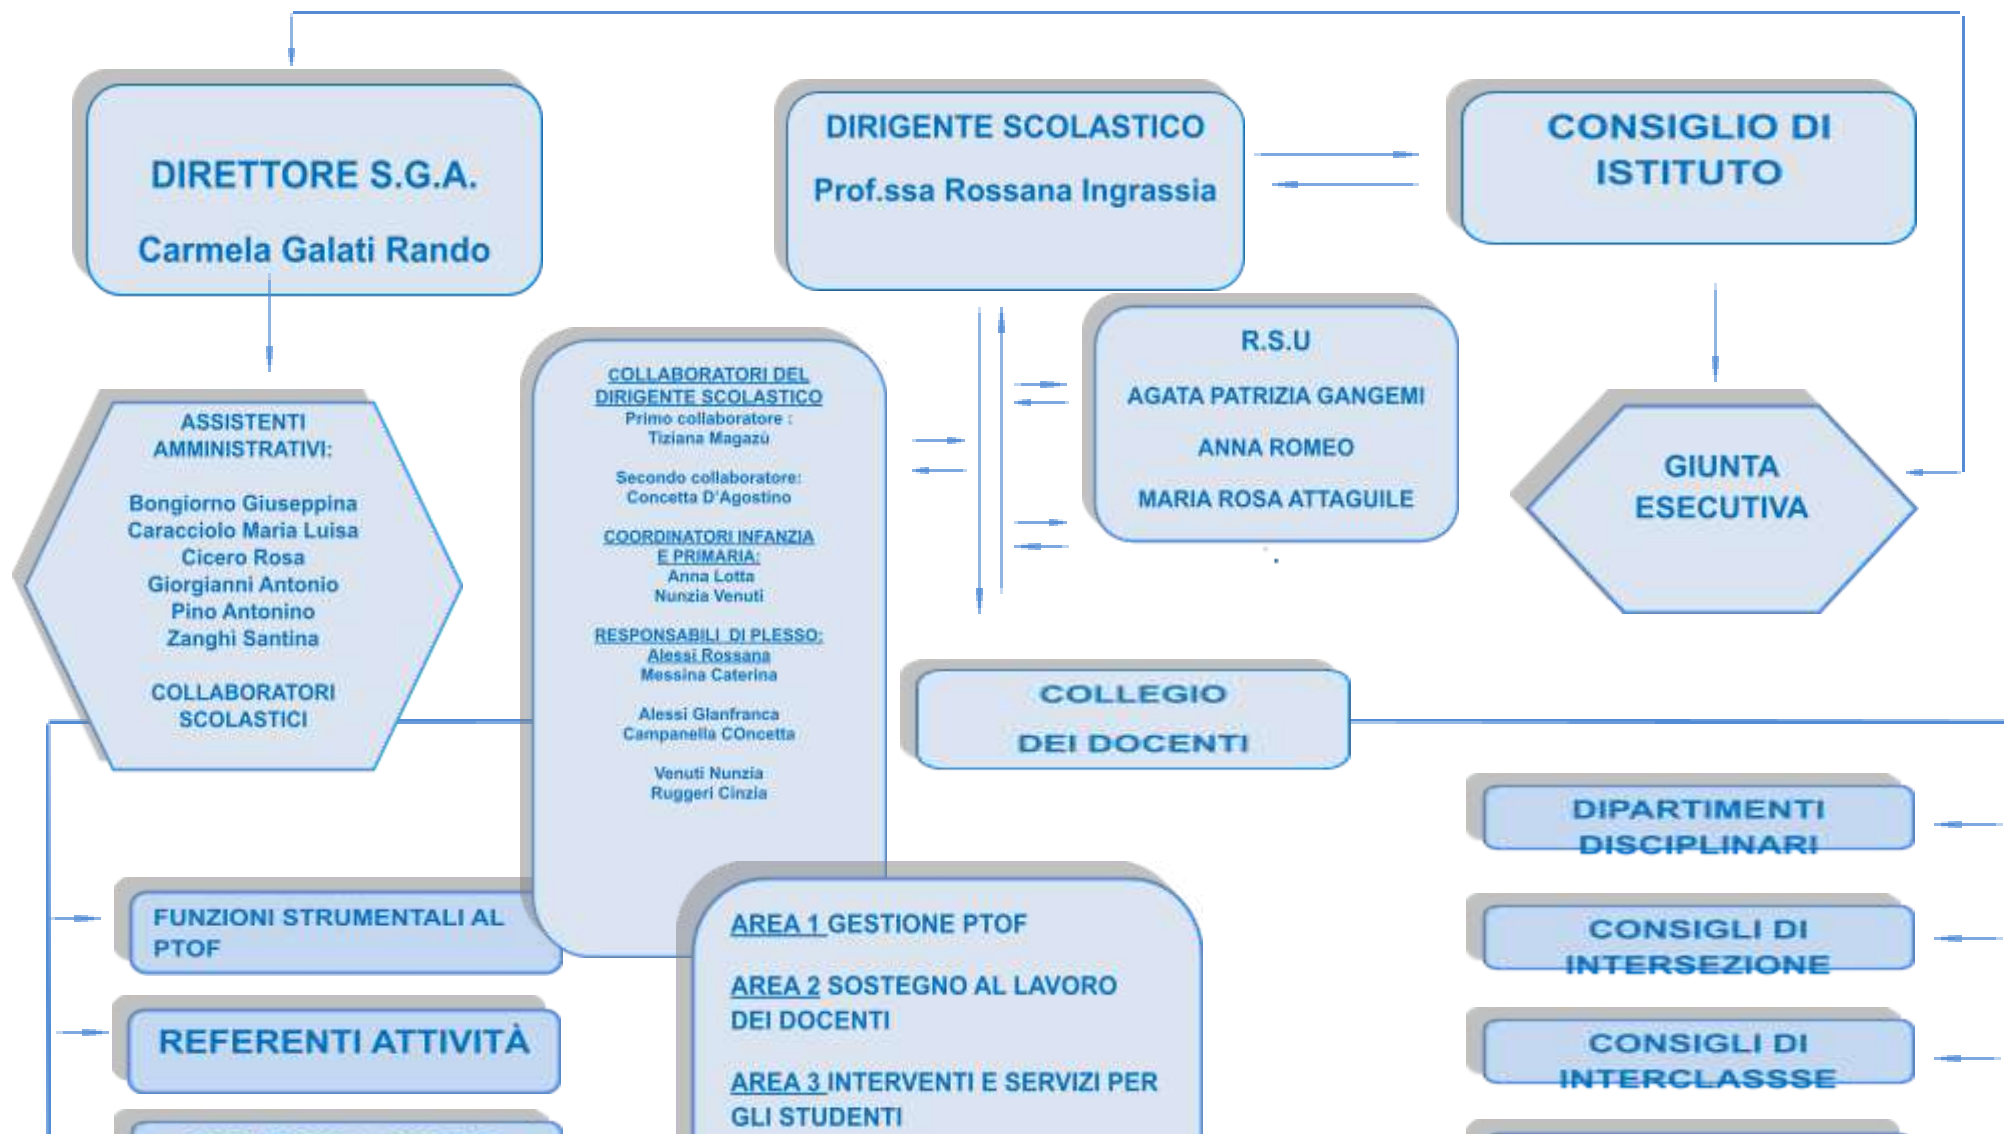 DIRETTORE S.G.A.
Carmela Galati Rando
DIRIGENTE SCOLASTICO
Prof.ssa Rossana Ingrassia
CONSIGLIO DI
ISTITUTO
R.S.U
AGATA PATRIZIA GANGEMI
ANNA ROMEO
MARIA ROSA ATTAGUILE
GIUNTA
ESECUTIVA
ASSISTENTI
AMMINISTRATIVI:
Bongiorno Giuseppina
Caracciolo Maria Luisa
Cicero Rosa
Giorgianni Antonio
Pino Antonino
Zanghì Santina
COLLABORATORI
SCOLASTICI
COLLABORATORI DEL
DIRIGENTE SCOLASTICO
Primo collaboratore :
Tiziana Magazù
Secondo collaboratore:
Concetta D'Agostino
COORDINATORI INFANZIA
E PRIMARIA:
Anna Lotta
Nunzia Venuti
RESPONSABILI DI PLESSO:
Alessi Rossana
Messina Caterina
Alessi Gianfranca
Campanella COncetta
Venuti Nunzia
Ruggeri Cinzia
COLLEGIO
DEI DOCENTI
DIPARTIMENTI
DISCIPLINARI
CONSIGLI DI
INTERSEZIONE
CONSIGLI DI
INTERCLASSSE
FUNZIONI STRUMENTALI AL
PTOF
REFERENTI ATTIVITÀ
AREA 1 GESTIONE PTOF
AREA 2 SOSTEGNO AL LAVORO
DEI DOCENTI
AREA 3 INTERVENTI E SERVIZI PER
GLI STUDENTI